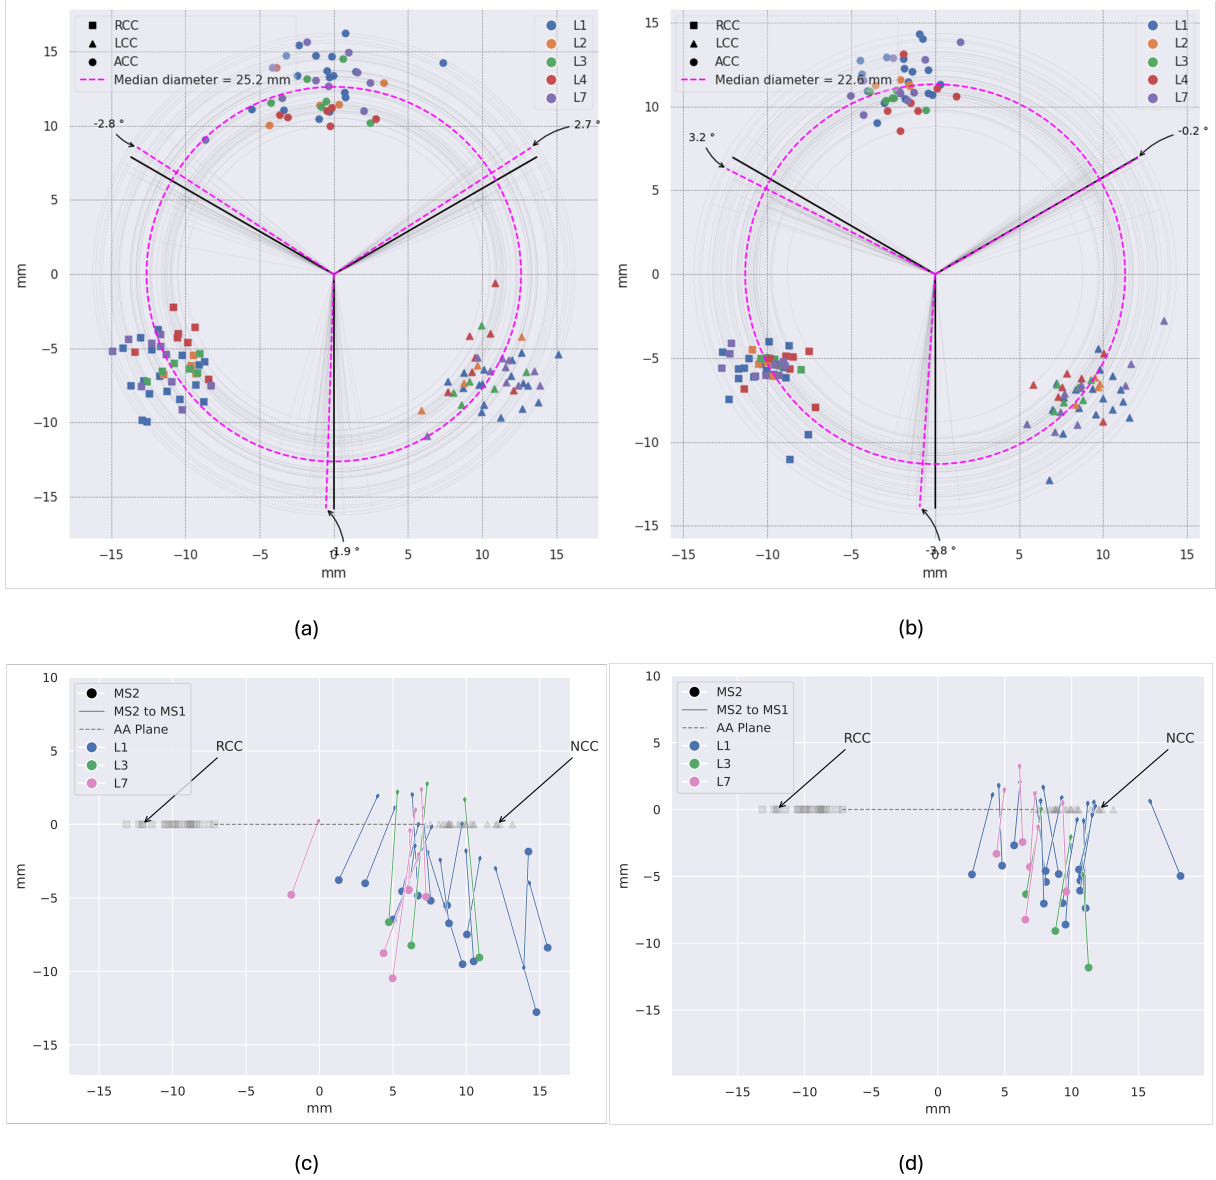 RCC
LCC
ACC
Median diameter = 25.2 mm
L1
L2
L3
L4
L7
-2.8 °
2.7 °
15
10
5
0
−5
−10
−15
mm
−15
−10
−5
0
5
10
15
mm
(a)
RCC
LCC
ACC
Median diameter = 22.6 mm
L1
L2
L3
L4
L7
3.2 °
-0.2 °
-3.8 °
15
10
5
0
−5
−10
−15
mm
−15
−10
−5
0
5
10
15
mm
(b)
MS2
MS2 to MS1
AA Plane
L1
L3
L7
RCC
NCC
10
5
0
−5
−10
−15
mm
−15
−10
−5
0
5
10
15
mm
(c)
MS2
MS2 to MS1
AA Plane
L1
L3
L7
RCC
NCC
10
5
0
−5
−10
−15
mm
−15
−10
−5
0
5
10
15
mm
(d)